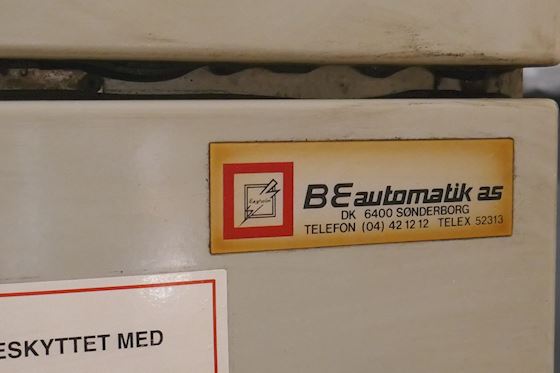 BE automatik as
DK 6400 SØNDERBORG
TELEFON (04) 42 12 12 TELEX 52313
ESKYTTET MED